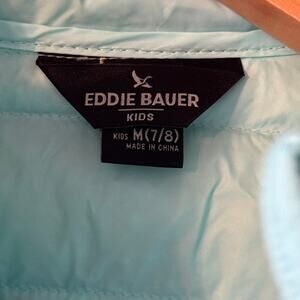 EDDIE BAUER
KIDS
KIDS M(7/8)
MADE IN CHINA